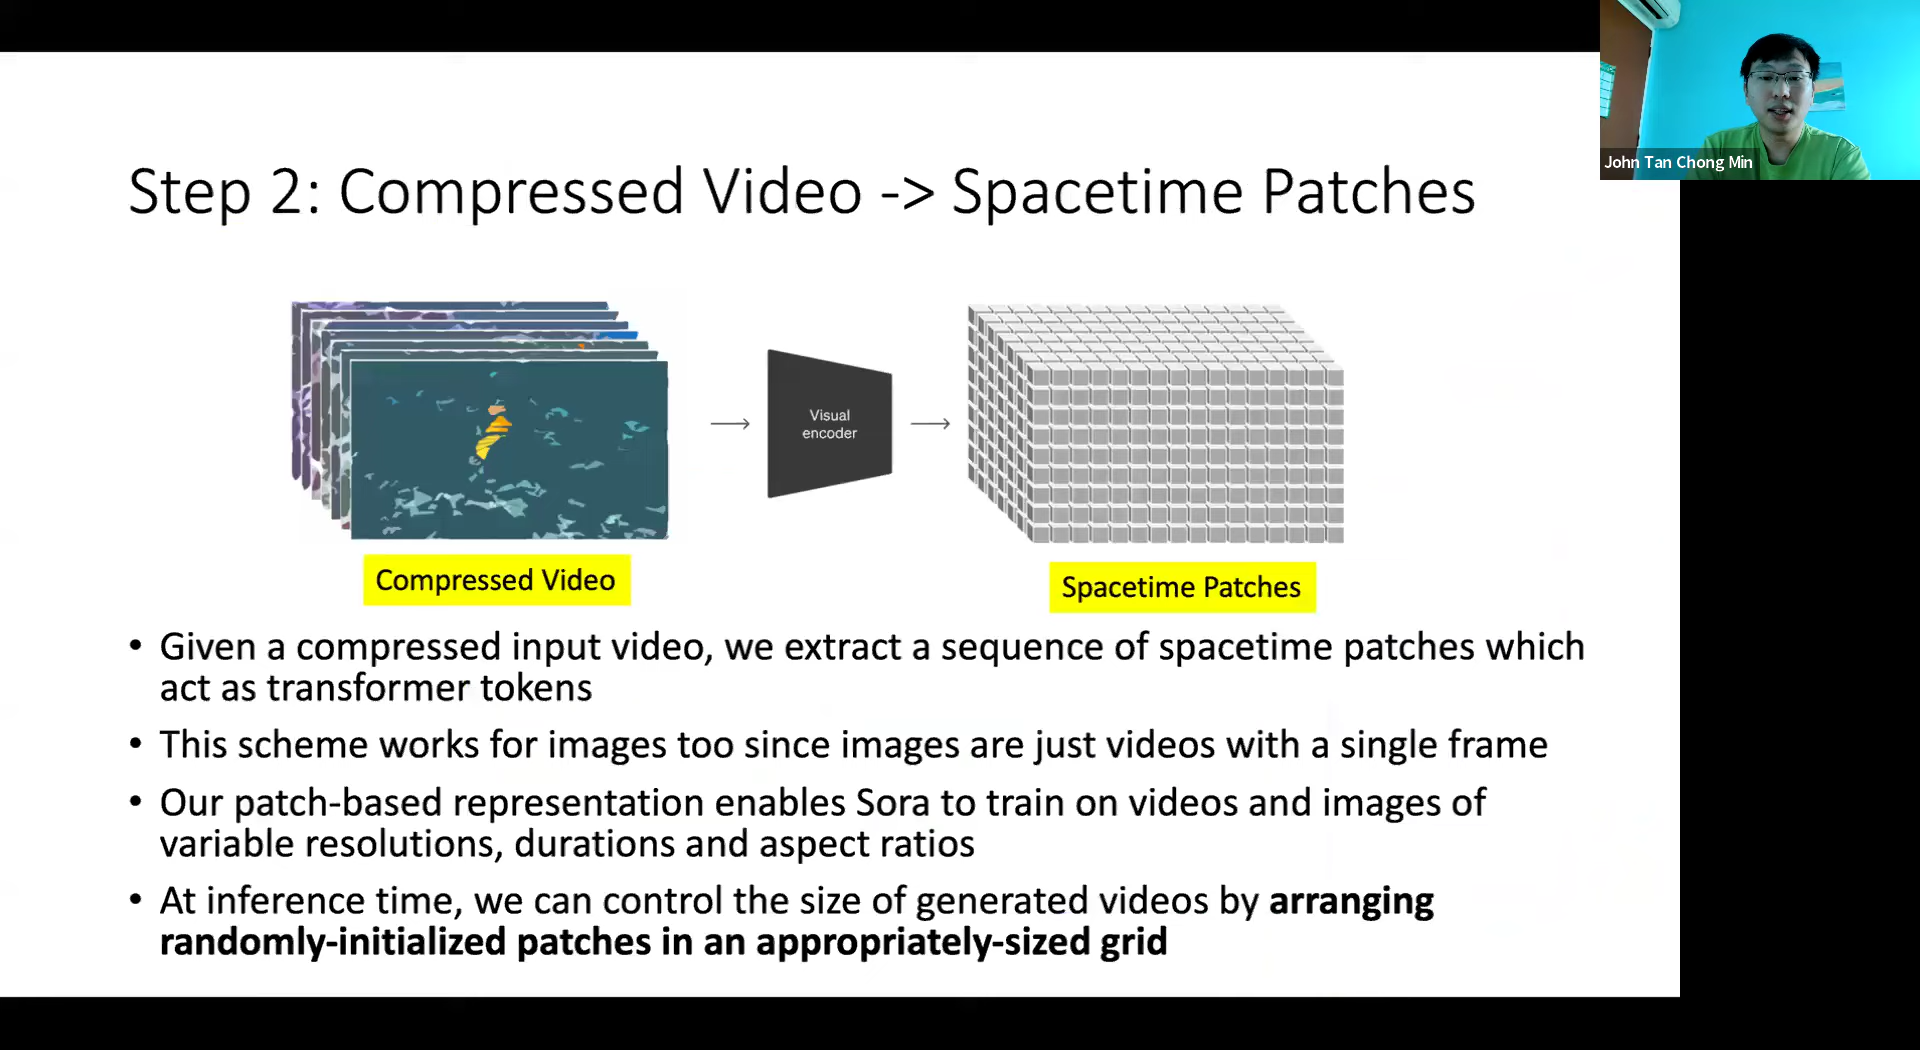 John Tan Chong Min
Step 2: Compressed Video -> Spacetime Patches
Visual
encoder
Compressed Video
Spacetime Patches
• Given a compressed input video, we extract a sequence of spacetime patches which
act as transformer tokens
• This scheme works for images too since images are just videos with a single frame
• Our patch-based representation enables Sora to train on videos and images of
variable resolutions, durations and aspect ratios
• At inference time, we can control the size of generated videos by arranging
randomly-initialized patches in an appropriately-sized grid